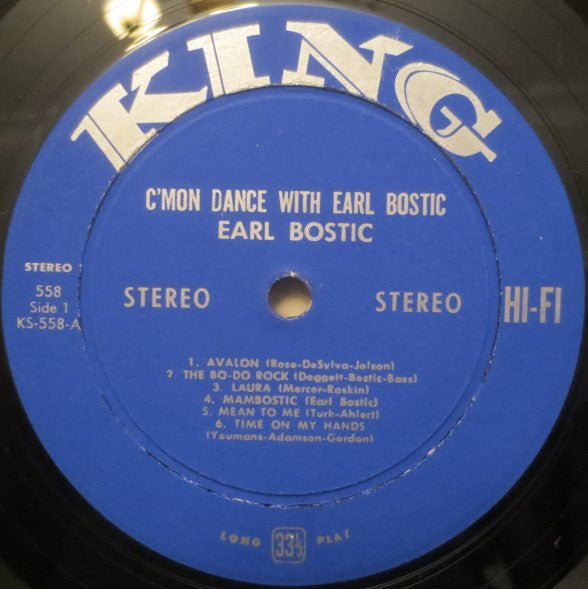 KING
C'MON DANCE WITH EARL BOSTIC
EARL BOSTIC
STEREO
558
Side 1
KS-558-A
STEREO
STEREO
HI-FI
1. AVALON (Rose-DeSylva-Jolson)
2. THE BO-DO ROCK (Doggett-Bostic-Bass)
3. LAURA (Mercer-Raskin)
4. MAMBOSTIC (Earl Bostic)
5. MEAN TO ME (Turk-Ahlert)
6. TIME ON MY HANDS
(Youmans-Adamson-Gordon)
LONG 33⅓ PLAY